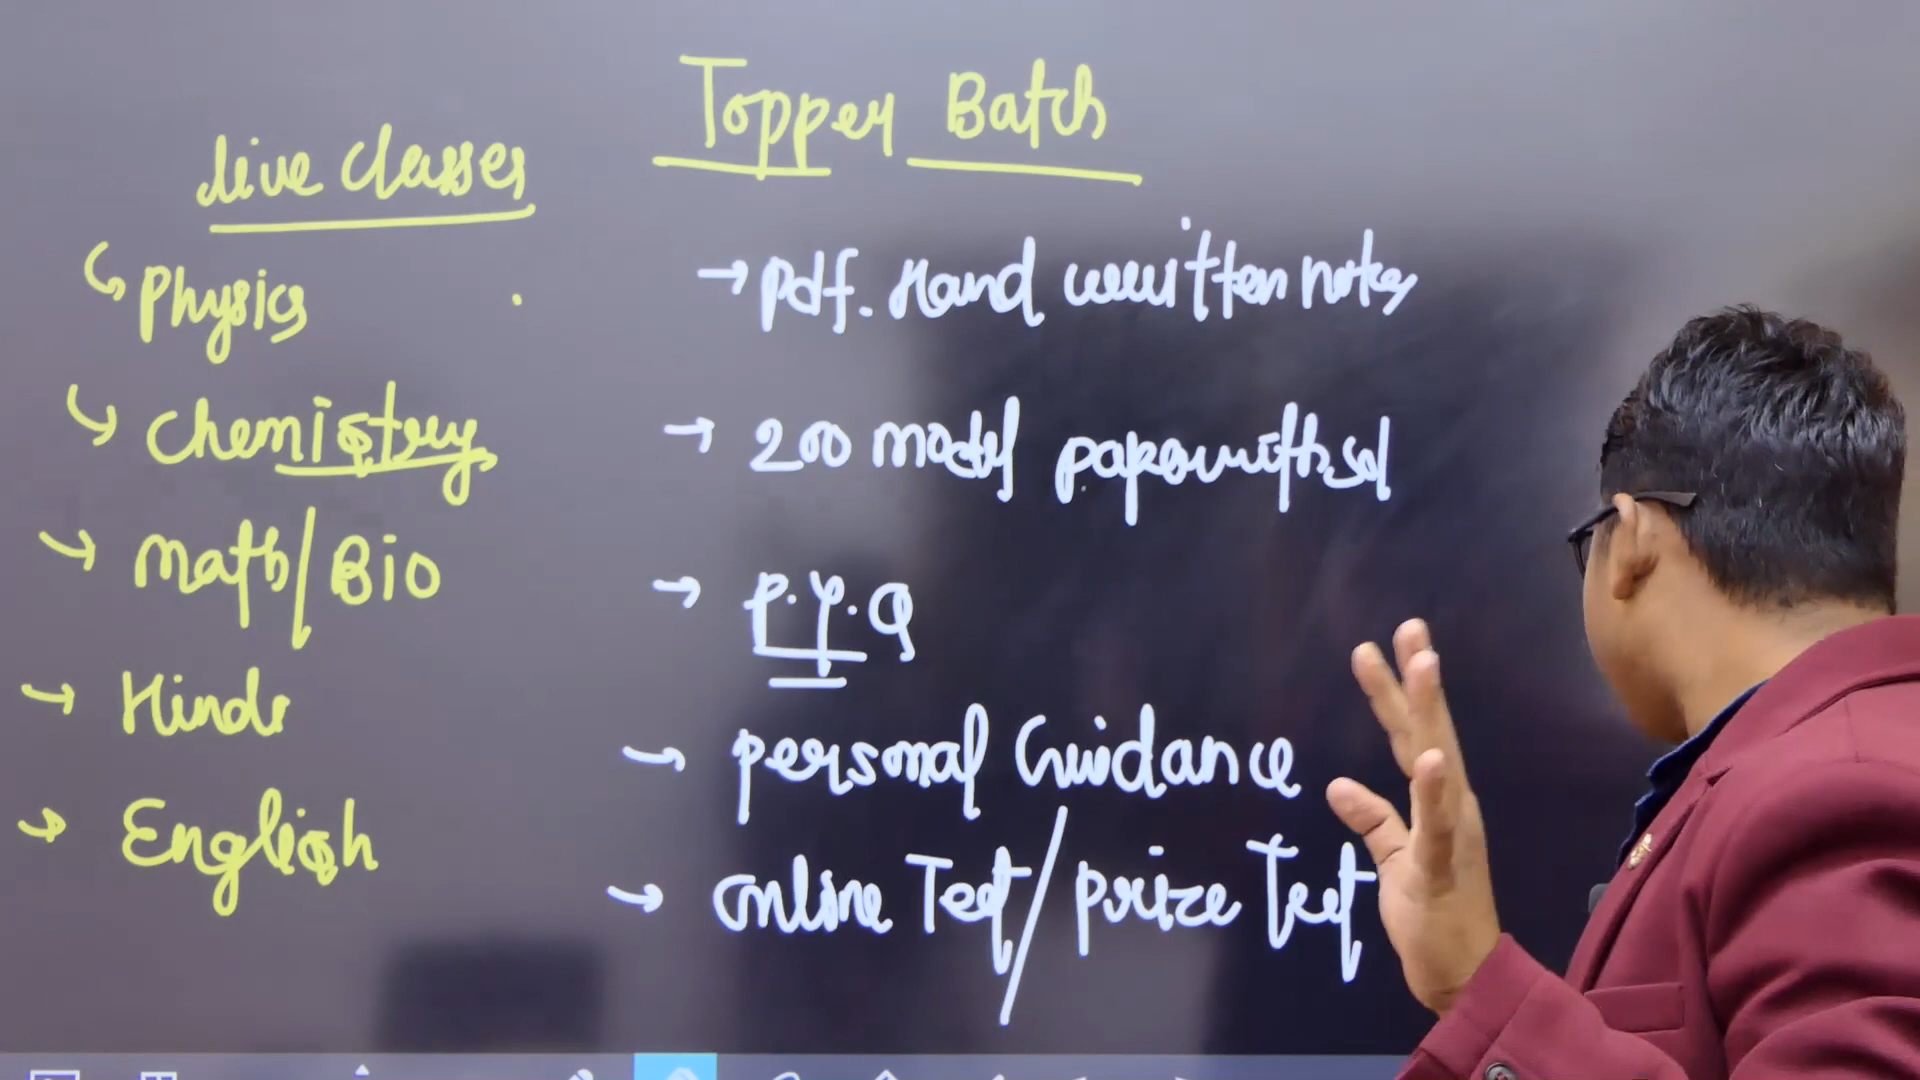 Topper Batch
Live Classes
Physics
Chemistry
Math/Bio
Hindi
English
→ Pdf. Hand written notes
→ 200 model paper with sol
→ P.Y.Q
→ personal Guidance
→ online Test/prize Test